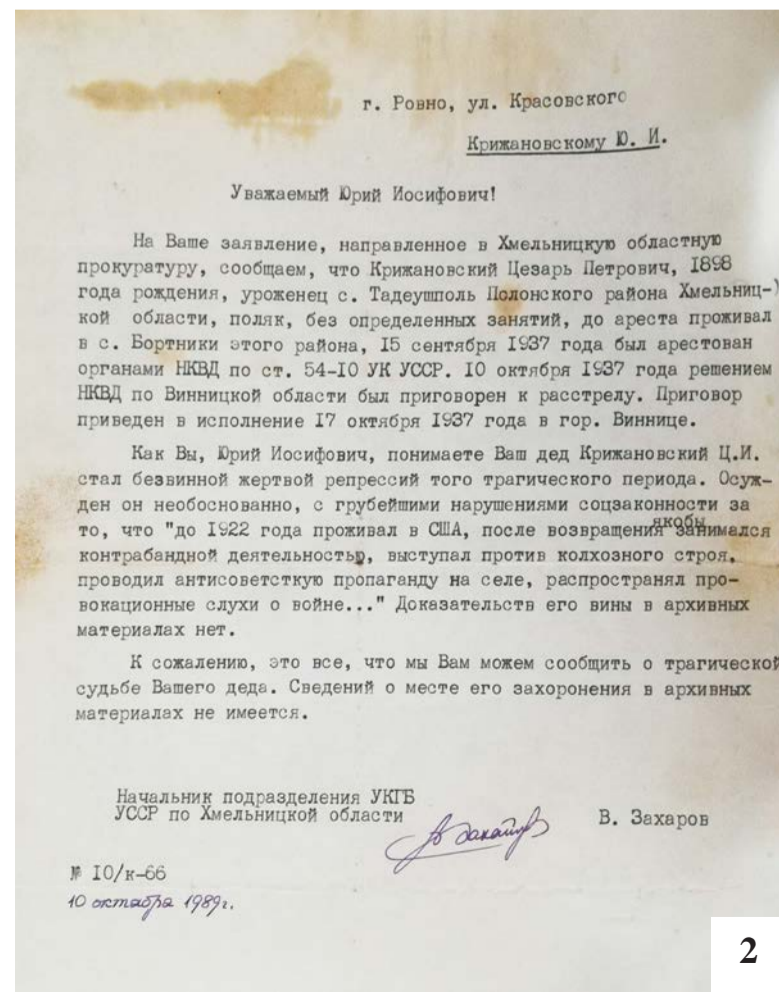 г. Ровно, ул. Красовского
Крижановскому Ю. И.
Уважаемый Юрий Иосифович!
На Ваше заявление, направленное в Хмельницкую областную
прокуратуру, сообщаем, что Крижановский Цезарь Петрович, 1898
года рождения, уроженец с. Тадеушполь Полонского района Хмельниц-
кой области, поляк, без определенных занятий, до ареста проживал
в с. Бортники этого района, 15 сентября 1937 года был арестован
органами НКВД по ст. 54-10 УК УССР. 10 октября 1937 года решением
НКВД по Винницкой области был приговорен к расстрелу. Приговор
приведен в исполнение 17 октября 1937 года в гор. Виннице.
Как Вы, Юрий Иосифович, понимаете Ваш дед Крижановский Ц.И.
стал безвинной жертвой репрессий того трагического периода. Осуж-
ден он необоснованно, с грубейшими нарушениями соцзаконности за
то, что "до 1922 года проживал в США, после возвращения якобы занимался
контрабандной деятельностью, выступал против колхозного строя,
проводил антисоветсткую пропаганду на селе, распространял про-
вокационные слухи о войне..." Доказательств его вины в архивных
материалах нет.
К сожалению, это все, что мы Вам можем сообщить о трагической
судьбе Вашего деда. Сведений о месте его захоронения в архивных
материалах не имеется.
Начальник подразделения УКГБ
УССР по Хмельницкой области В. Захаров
№ 10/к-66
10 октября 1989г.
2